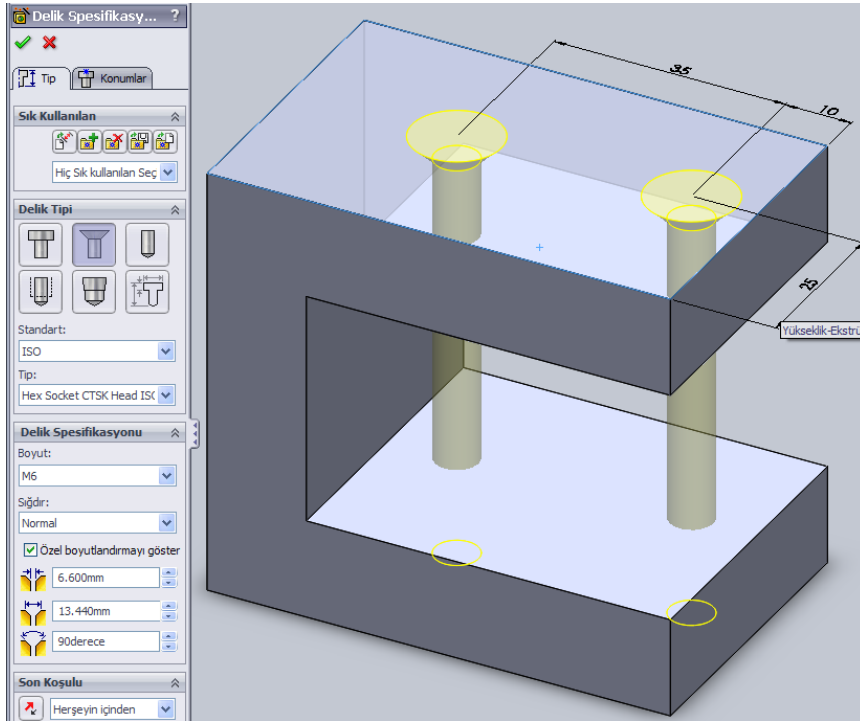 Delik Spesifikasy... ?
Tip
Konumlar
Sık Kullanılan
Hiç Sık kullanılan Seç
Delik Tipi
Standart:
ISO
Tip:
Hex Socket CTSK Head ISO
Delik Spesifikasyonu
Boyut:
M6
Sığdır:
Normal
Özel boyutlandırmayı göster
6.600mm
13.440mm
90derece
Son Koşulu
Herşeyin içinden
35
10
25
Yükseklik-Ekstrü